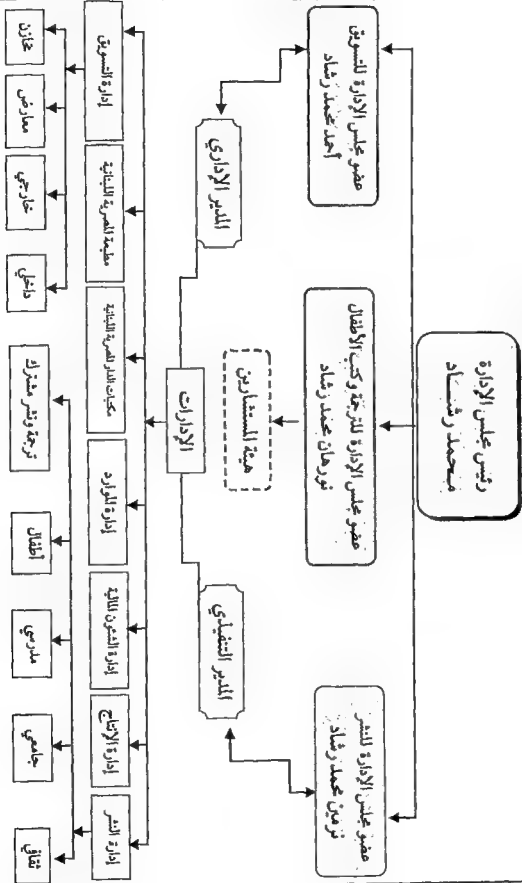 رئيس مجلس الإدارة
محمد رشاد
عضو مجلس الإدارة للنشر
نرمين محمد رشاد
عضو مجلس الإدارة للترجمة وكتب الأطفال
نورهان محمد رشاد
عضو مجلس الإدارة للتسويق
أحمد محمد رشاد
هيئة المستشارين
المدير التنفيذي
المدير الإداري
الإدارات
إدارة النشر
إدارة الإنتاج
إدارة الشئون المالية
إدارة الموارد
مكتبات الدار المصرية اللبنانية
مطبعة المصرية اللبنانية
إدارة التسويق
ثقافي
جامعي
مدرسي
أطفال
ترجمة ونشر مشترك
داخلي
خارجي
معارض
مخازن